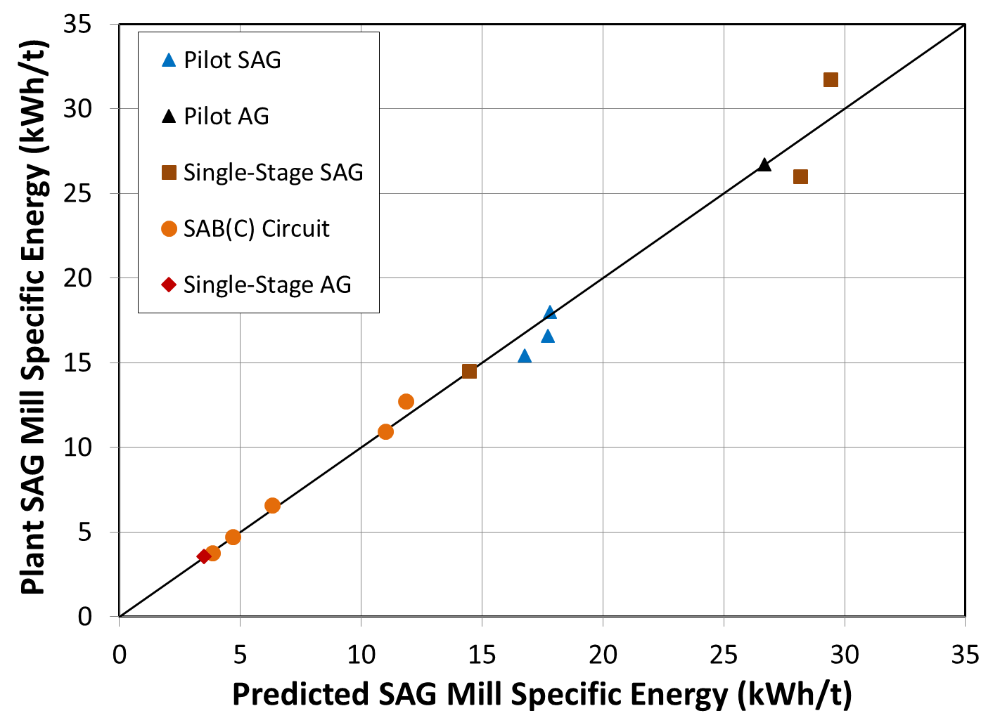 35
30
25
20
15
10
5
0
Plant SAG Mill Specific Energy (kWh/t)
Pilot SAG
Pilot AG
Single-Stage SAG
SAB(C) Circuit
Single-Stage AG
0 5 10 15 20 25 30 35
Predicted SAG Mill Specific Energy (kWh/t)